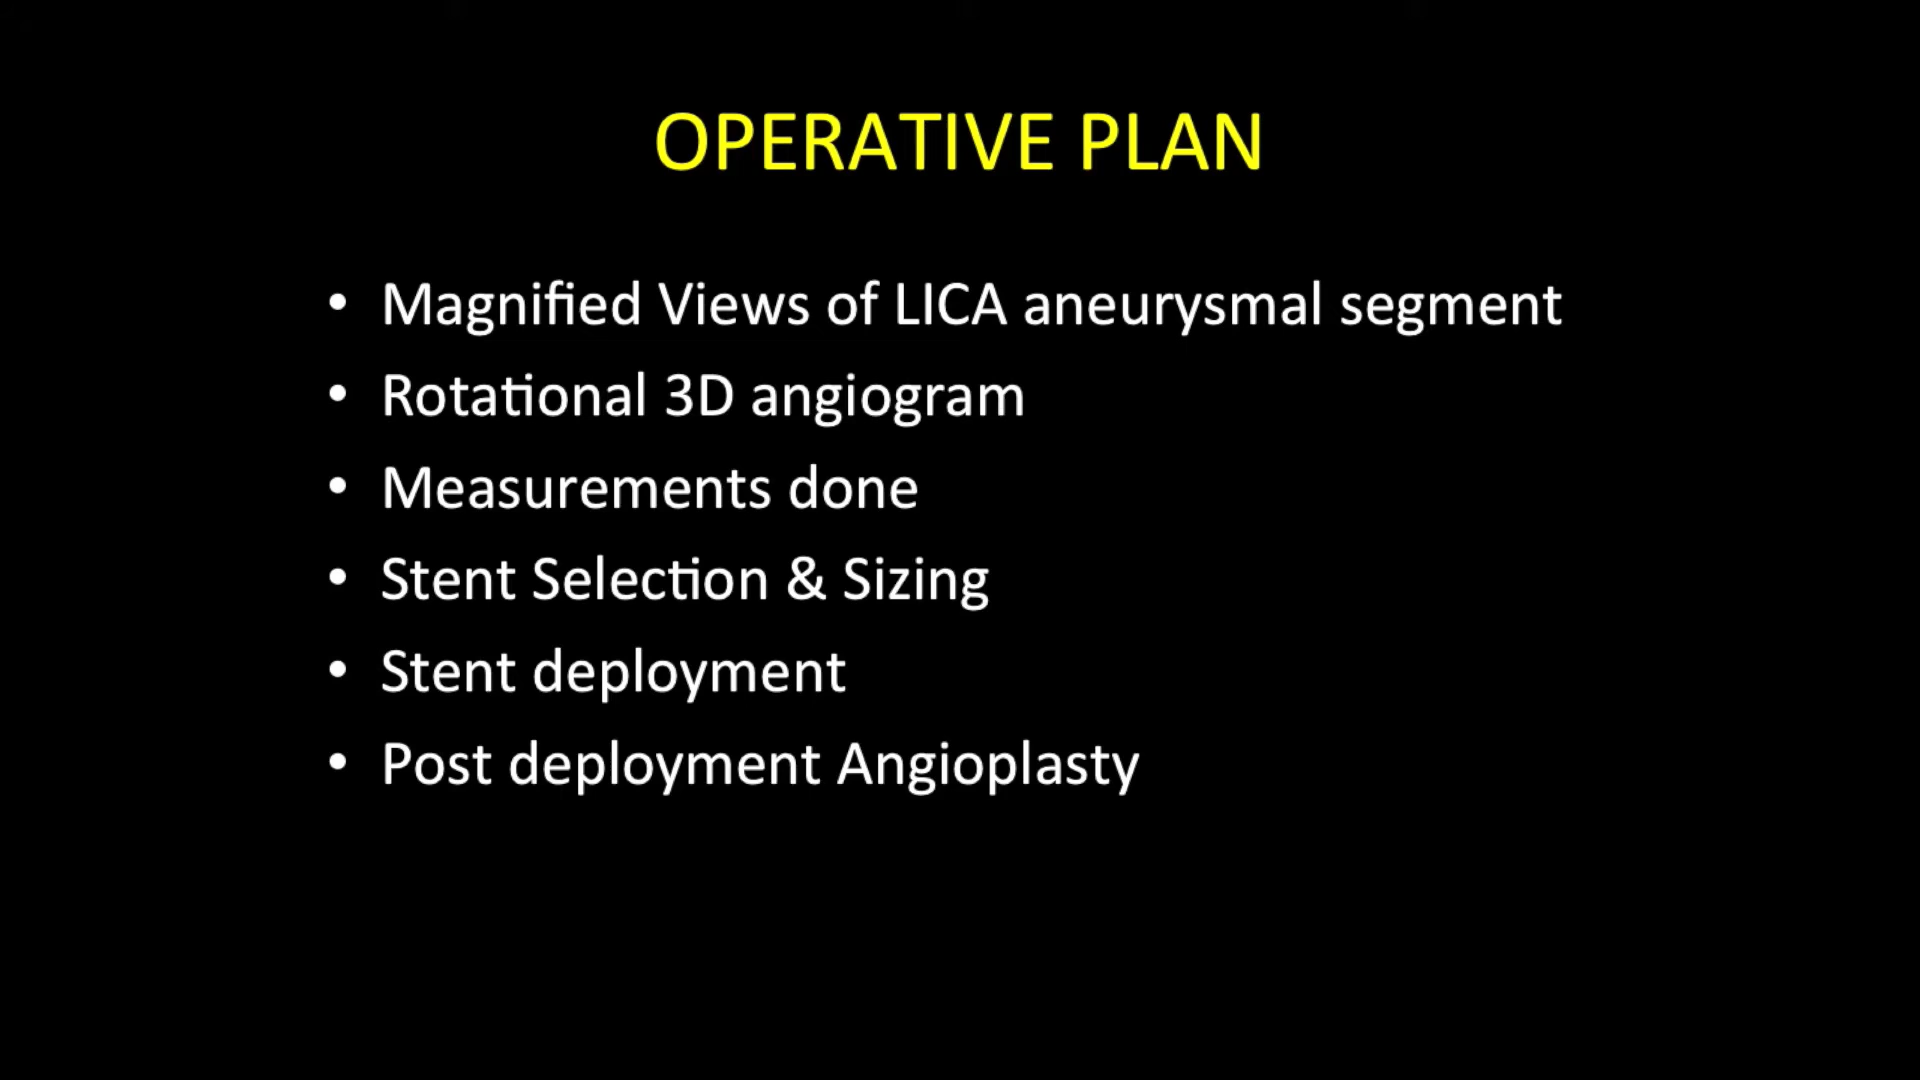 OPERATIVE PLAN
• Magnified Views of LICA aneurysmal segment
• Rotational 3D angiogram
• Measurements done
• Stent Selection & Sizing
• Stent deployment
• Post deployment Angioplasty